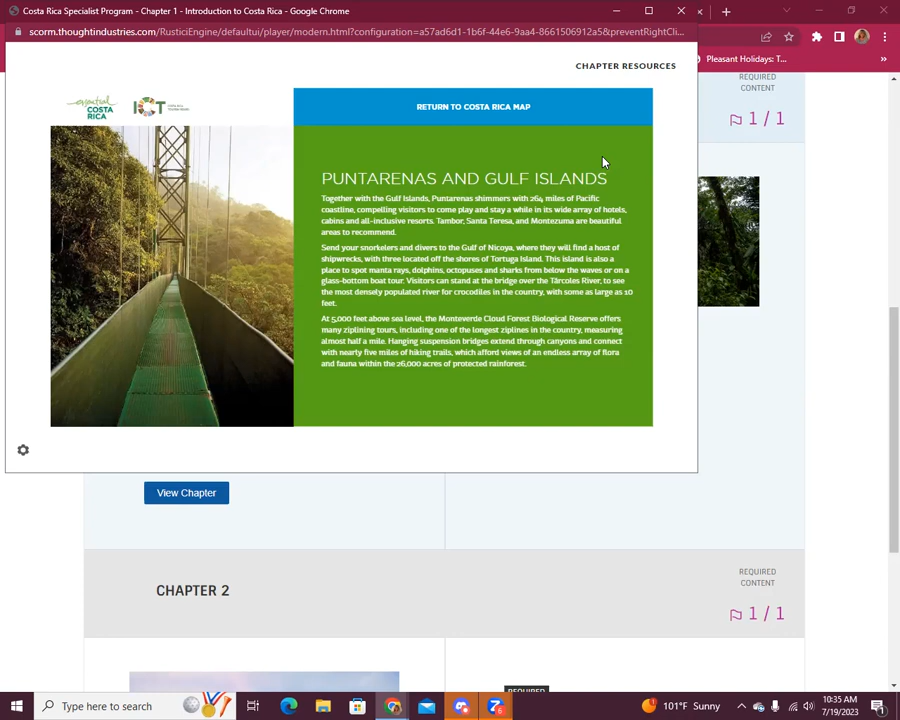 Costa Rica Specialist Program - Chapter 1 - Introduction to Costa Rica - Google Chrome
scorm.thoughtindustries.com/RusticiEngine/defaultui/player/modern.html?configuration=a57ad6d1-1b6f-44e6-9aa4-8661506912a5&preventRightCli...
Pleasant Holidays: T...
CHAPTER RESOURCES
essential
COSTA
RICA
ICT
RETURN TO COSTA RICA MAP
PUNTARENAS AND GULF ISLANDS
Together with the Gulf Islands, Puntarenas shimmers with 264 miles of Pacific
coastline, compelling visitors to come play and stay a while in its wide array of hotels,
cabins and all-inclusive resorts. Tambor, Santa Teresa, and Montezuma are beautiful
areas to recommend.
Send your snorkelers and divers to the Gulf of Nicoya, where they will find a host of
shipwrecks, with three located off the shores of Tortuga Island. This island is also a
place to spot manta rays, dolphins, octopuses and sharks from below the waves or on a
glass-bottom boat tour. Visitors can stand at the bridge over the Tárcoles River, to see
the most densely populated river for crocodiles in the country, with some as large as 10
feet.
At 5,000 feet above sea level, the Monteverde Cloud Forest Biological Reserve offers
many ziplining tours, including one of the longest ziplines in the country, measuring
almost half a mile. Hanging suspension bridges extend through canyons and connect
with nearly five miles of hiking trails, which afford views of an endless array of flora
and fauna within the 26,000 acres of protected rainforest.
REQUIRED
CONTENT
1 / 1
View Chapter
CHAPTER 2
REQUIRED
CONTENT
1 / 1
REQUIRED
Type here to search
101°F Sunny
10:35 AM
7/19/2023